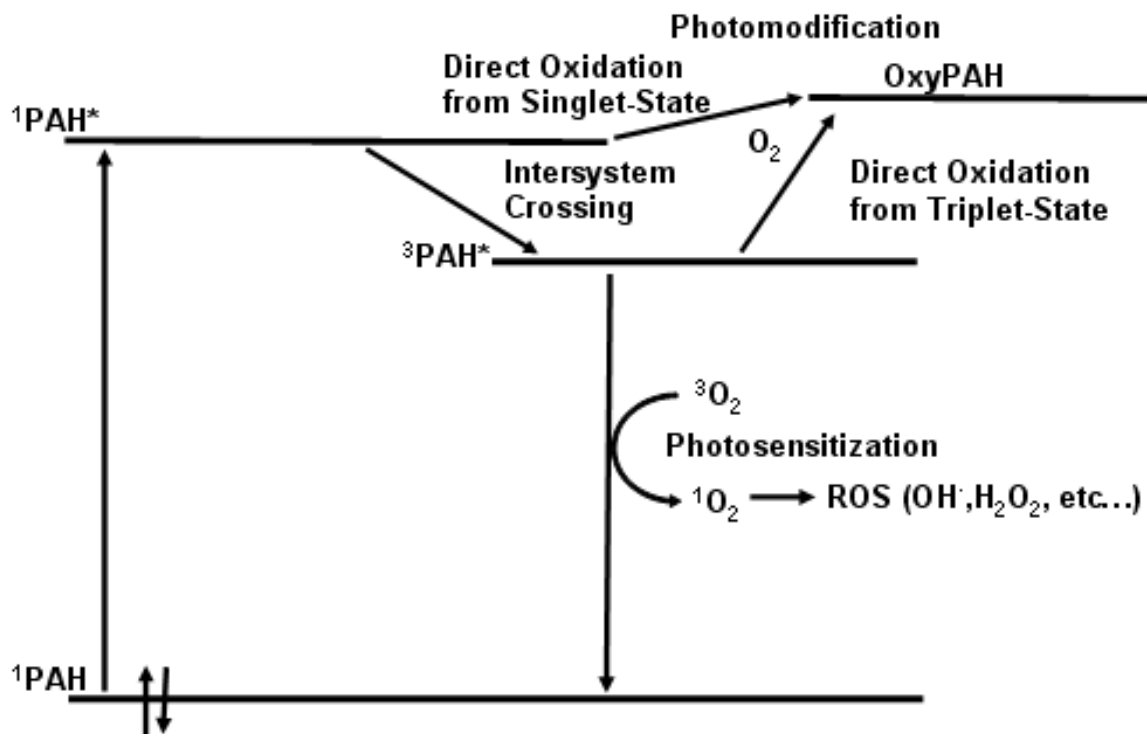 Photomodification
Direct Oxidation
from Singlet-State
OxyPAH
¹PAH*
O₂
Intersystem
Crossing
Direct Oxidation
from Triplet-State
³PAH*
³O₂
Photosensitization
¹O₂
ROS (OH·,H₂O₂, etc...)
¹PAH